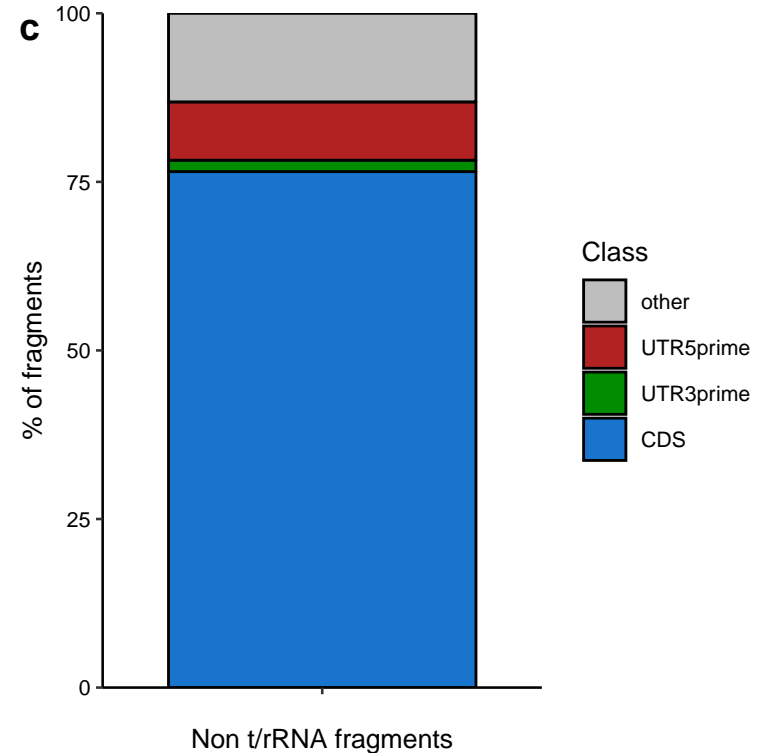 c
100
75
50
25
0
% of fragments
Non t/rRNA fragments
Class
other
UTR5prime
UTR3prime
CDS